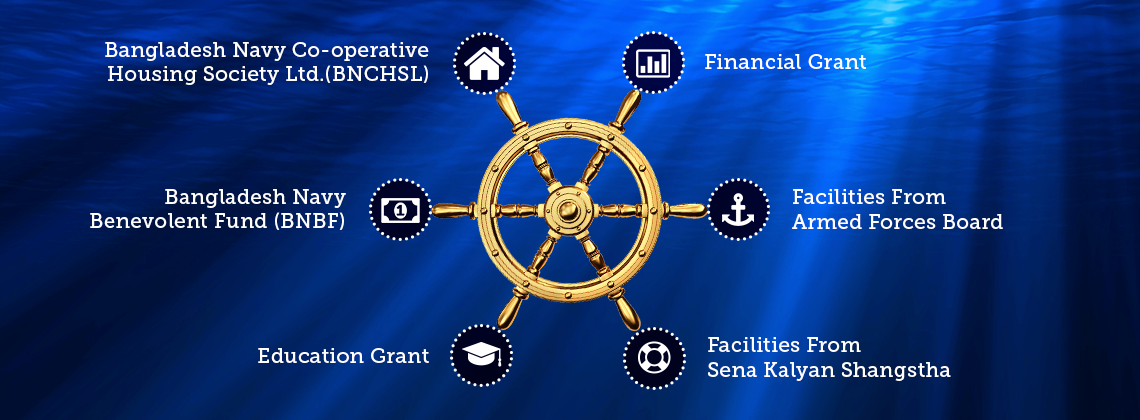 Bangladesh Navy Co-operative
Housing Society Ltd.(BNCHSL)
Financial Grant
Bangladesh Navy
Benevolent Fund (BNBF)
Facilities From
Armed Forces Board
Education Grant
Facilities From
Sena Kalyan Shangstha